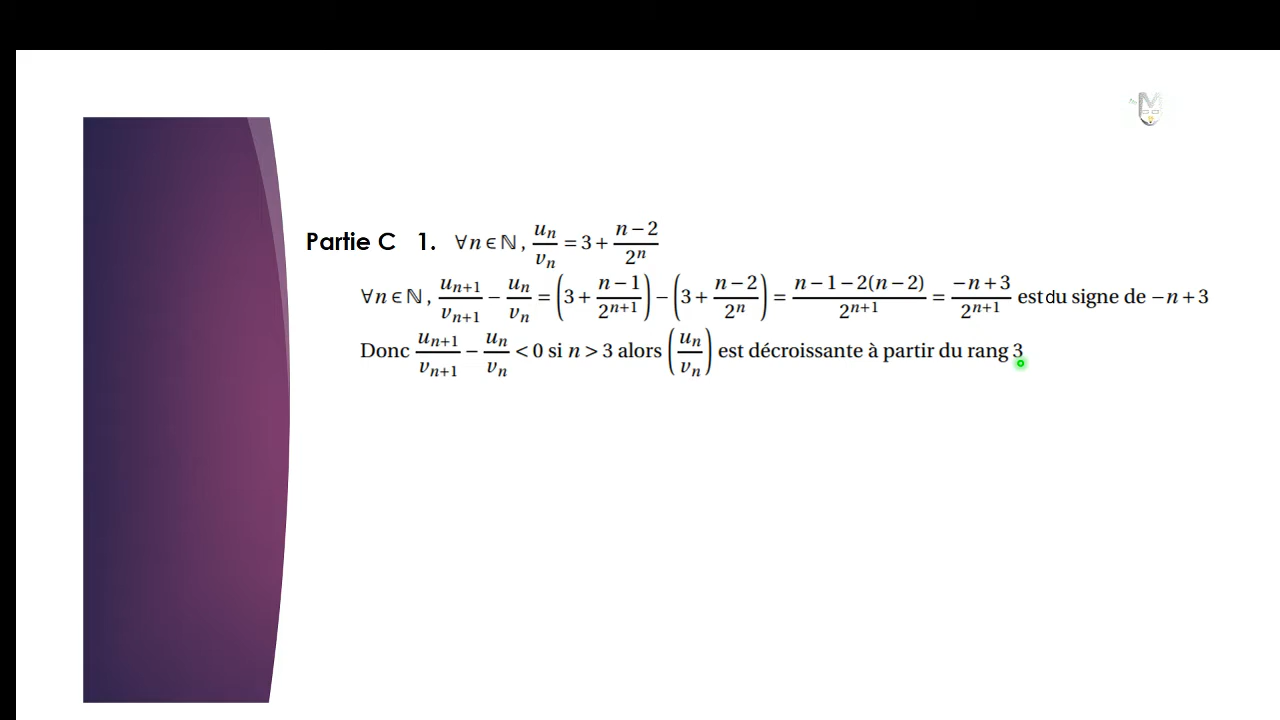 Partie C 1. ∀n ∈ ℕ, uₙ/vₙ = 3 + (n − 2)/2ⁿ
∀n ∈ ℕ, uₙ₊₁/vₙ₊₁ − uₙ/vₙ = (3 + (n − 1)/2ⁿ⁺¹) − (3 + (n − 2)/2ⁿ) = (n − 1 − 2(n − 2))/2ⁿ⁺¹ = (−n + 3)/2ⁿ⁺¹ est du signe de −n + 3
Donc uₙ₊₁/vₙ₊₁ − uₙ/vₙ < 0 si n > 3 alors (uₙ/vₙ) est décroissante à partir du rang 3